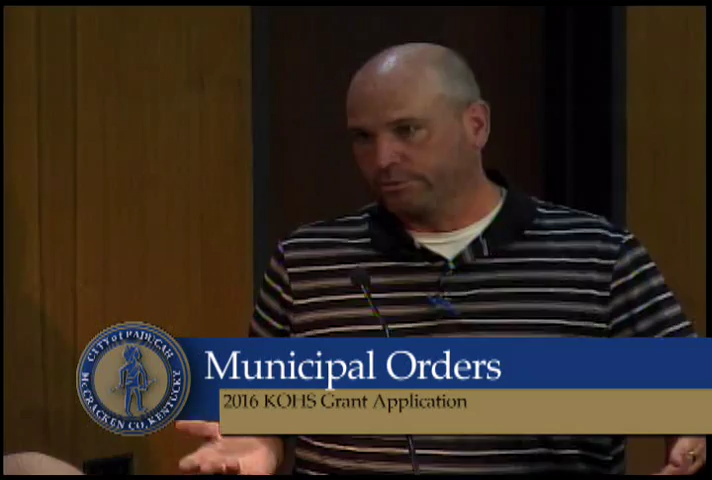 CITY of PADUCAH
McCRACKEN CO., KENTUCKY
Municipal Orders
2016 KOHS Grant Application